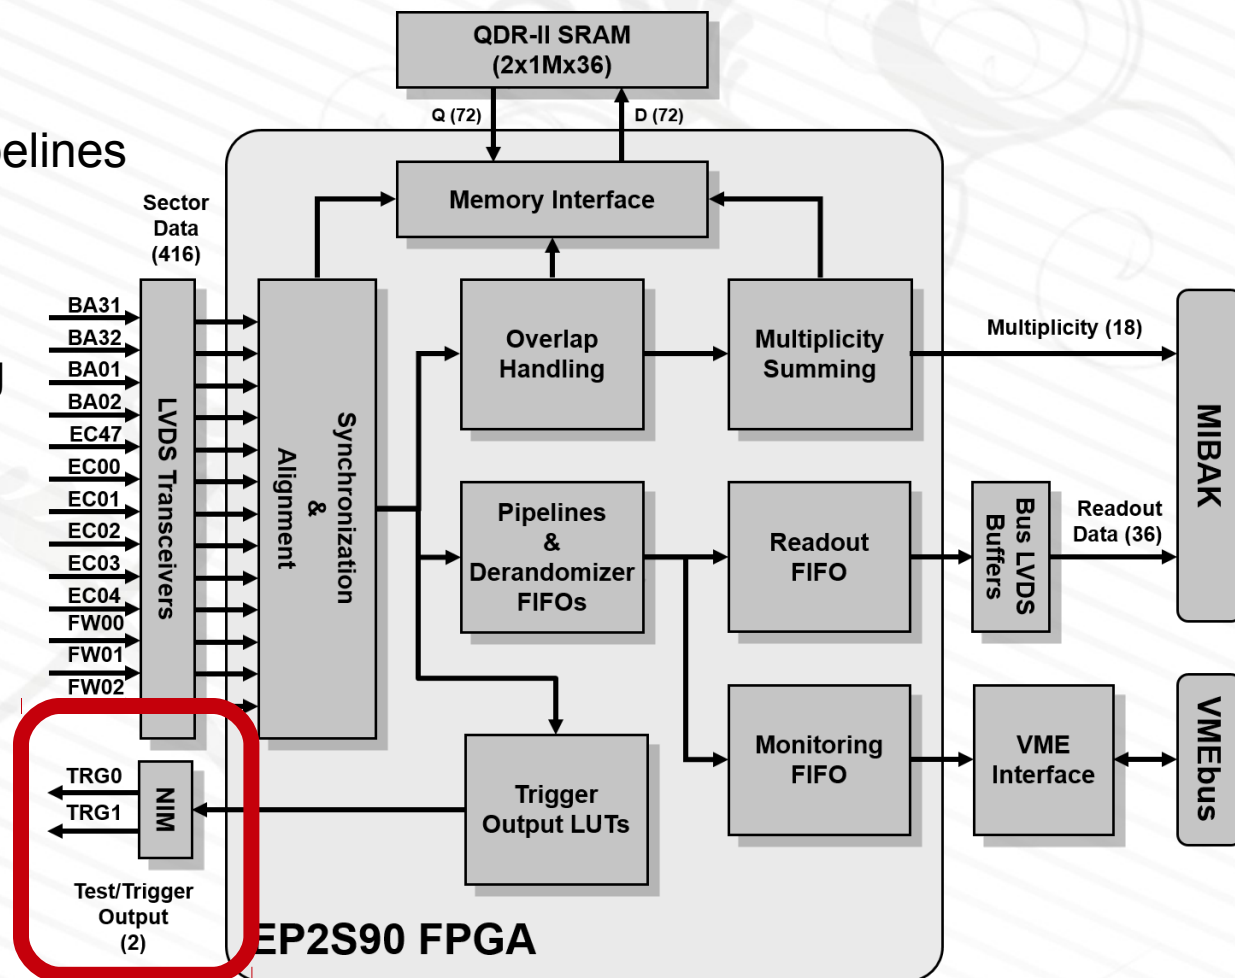 QDR-II SRAM
(2x1Mx36)
Q (72)
D (72)
elines
Memory Interface
Sector
Data
(416)
BA31
BA32
BA01
BA02
EC47
EC00
EC01
EC02
EC03
EC04
FW00
FW01
FW02
g
LVDS Transceivers
Synchronization
&
Alignment
Overlap
Handling
Multiplicity
Summing
Multiplicity (18)
MIBAK
Pipelines
&
Derandomizer
FIFOs
Readout
FIFO
Bus LVDS
Buffers
Readout
Data (36)
Trigger
Output LUTs
Monitoring
FIFO
VME
Interface
VMEbus
TRG0
TRG1
NIM
Test/Trigger
Output
(2)
EP2S90 FPGA